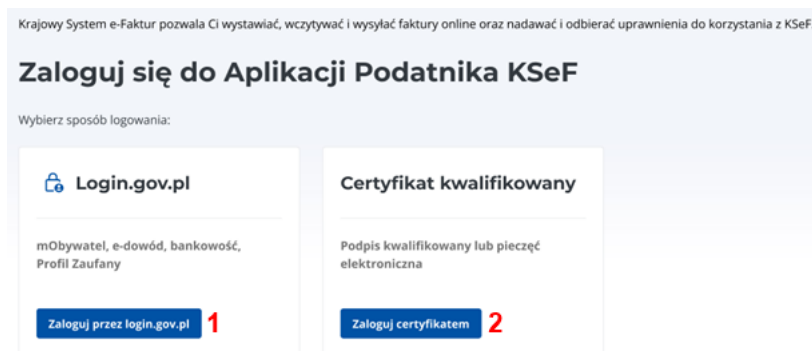 Krajowy System e-Faktur pozwala Ci wystawiać, wczytywać i wysyłać faktury online oraz nadawać i odbierać uprawnienia do korzystania z KSeF
Zaloguj się do Aplikacji Podatnika KSeF
Wybierz sposób logowania:
Login.gov.pl
mObywatel, e-dowód, bankowość,
Profil Zaufany
Zaloguj przez login.gov.pl 1
Certyfikat kwalifikowany
Podpis kwalifikowany lub pieczęć
elektroniczna
Zaloguj certyfikatem 2